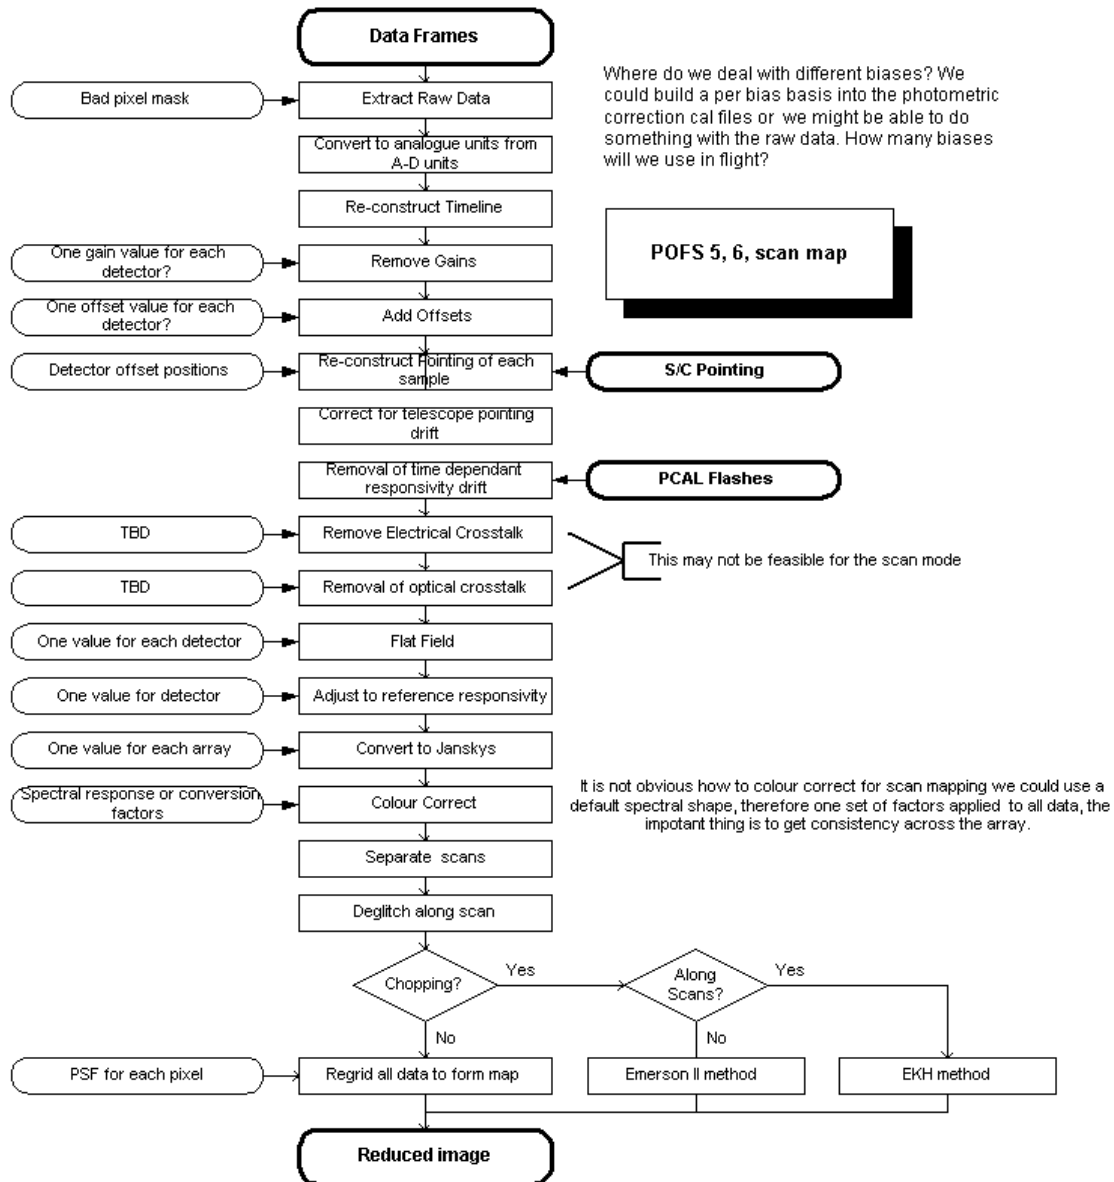 Data Frames
Bad pixel mask
Extract Raw Data
Where do we deal with different biases? We
could build a per bias basis into the photometric
correction cal files or we might be able to do
something with the raw data. How many biases
will we use in flight?
Convert to analogue units from
A-D units
Re-construct Timeline
POFS 5, 6, scan map
One gain value for each
detector?
Remove Gains
One offset value for each
detector?
Add Offsets
Detector offset positions
Re-construct Pointing of each
sample
S/C Pointing
Correct for telescope pointing
drift
Removal of time dependant
responsivity drift
PCAL Flashes
TBD
Remove Electrical Crosstalk
This may not be feasible for the scan mode
TBD
Removal of optical crosstalk
One value for each detector
Flat Field
One value for detector
Adjust to reference responsivity
One value for each array
Convert to Janskys
Spectral response or conversion
factors
Colour Correct
It is not obvious how to colour correct for scan mapping we could use a
default spectral shape, therefore one set of factors applied to all data, the
impotant thing is to get consistency across the array.
Separate scans
Deglitch along scan
Chopping?
Yes
Along
Scans?
Yes
No
No
PSF for each pixel
Regrid all data to form map
Emerson II method
EKH method
Reduced image